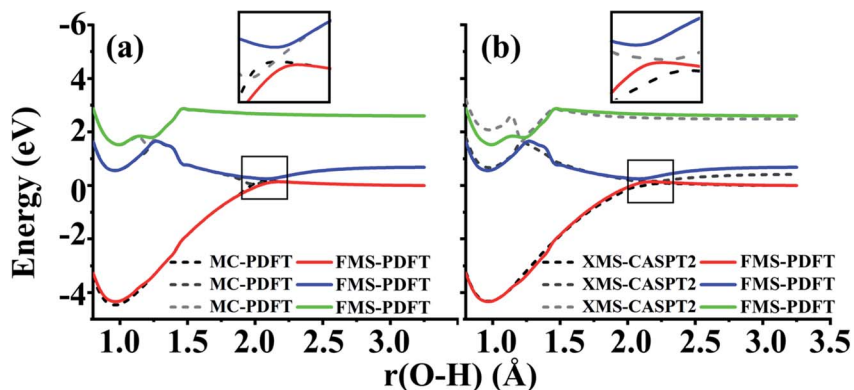 (a)
(b)
Energy (eV)
-6
4
2
0
-2
-4
MC-PDFT FMS-PDFT
MC-PDFT FMS-PDFT
MC-PDFT FMS-PDFT
XMS-CASPT2 FMS-PDFT
XMS-CASPT2 FMS-PDFT
XMS-CASPT2 FMS-PDFT
1.0 1.5 2.0 2.5 3.0
1.0 1.5 2.0 2.5 3.0 3.5
r(O-H) (Å)